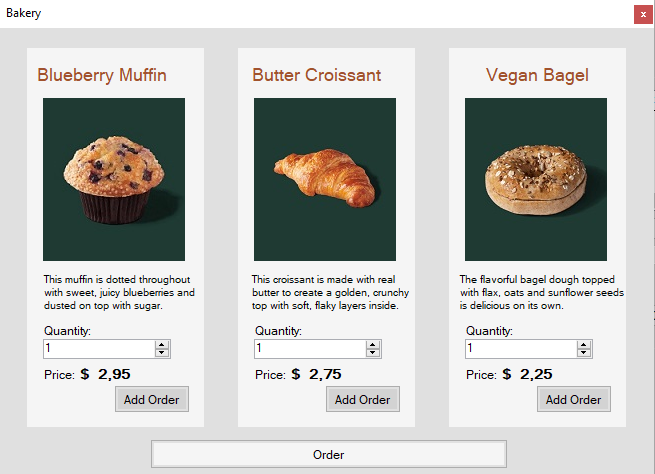 Bakery
x
Blueberry Muffin
This muffin is dotted throughout
with sweet, juicy blueberries and
dusted on top with sugar.
Quantity:
1
Price: $ 2,95
Add Order
Butter Croissant
This croissant is made with real
butter to create a golden, crunchy
top with soft, flaky layers inside.
Quantity:
1
Price: $ 2,75
Add Order
Vegan Bagel
The flavorful bagel dough topped
with flax, oats and sunflower seeds
is delicious on its own.
Quantity:
1
Price: $ 2,25
Add Order
Order